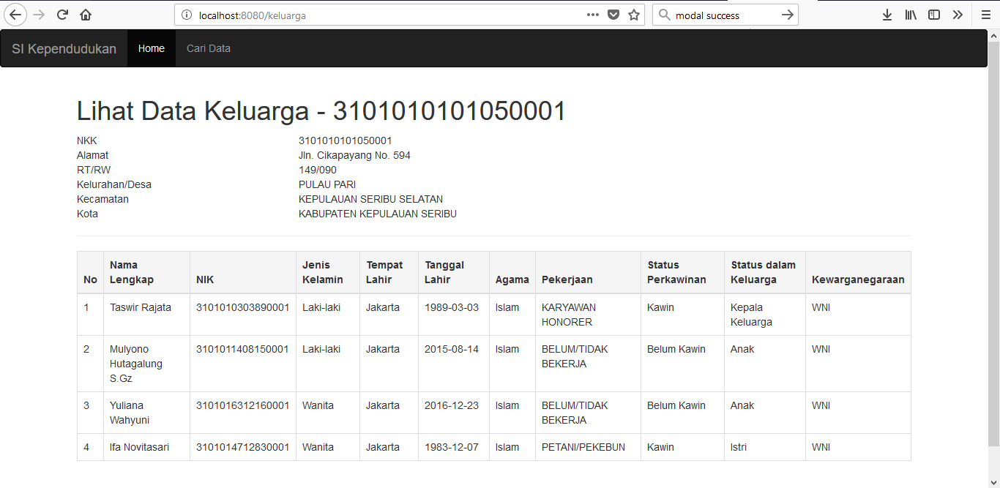 localhost:8080/keluarga
modal success
SI Kependudukan Home Cari Data
Lihat Data Keluarga - 3101010101050001
NKK 3101010101050001
Alamat Jln. Cikapayang No. 594
RT/RW 149/090
Kelurahan/Desa PULAU PARI
Kecamatan KEPULAUAN SERIBU SELATAN
Kota KABUPATEN KEPULAUAN SERIBU
Nama Jenis Tempat Tanggal Status Status dalam
No Lengkap NIK Kelamin Lahir Lahir Agama Pekerjaan Perkawinan Keluarga Kewarganegaraan
1 Taswir Rajata 3101010303890001 Laki-laki Jakarta 1989-03-03 Islam KARYAWAN Kawin Kepala WNI
HONORER Keluarga
2 Mulyono 3101011408150001 Laki-laki Jakarta 2015-08-14 Islam BELUM/TIDAK Belum Kawin Anak WNI
Hutagalung BEKERJA
S.Gz
3 Yuliana 3101016312160001 Wanita Jakarta 2016-12-23 Islam BELUM/TIDAK Belum Kawin Anak WNI
Wahyuni BEKERJA
4 Ifa Novitasari 3101014712830001 Wanita Jakarta 1983-12-07 Islam PETANI/PEKEBUN Kawin Istri WNI